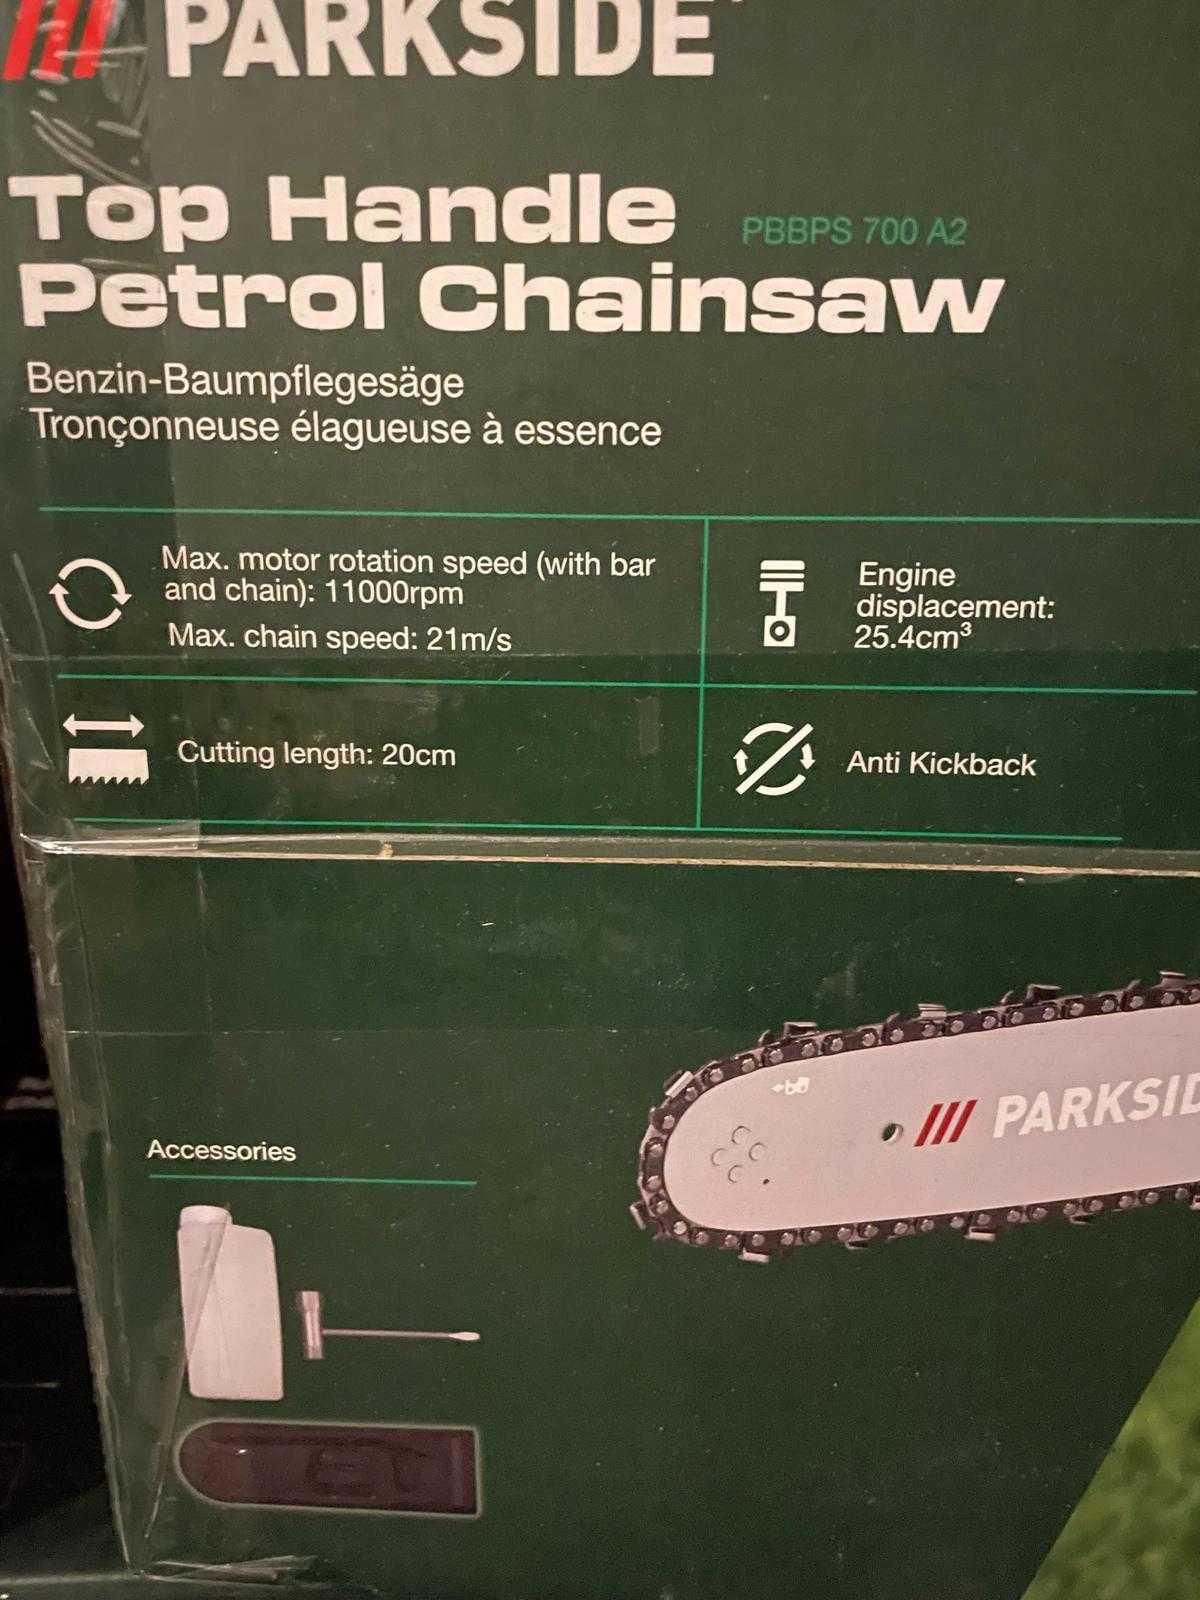 PARKSIDE
Top Handle
PBBPS 700 A2
Petrol Chainsaw
Benzin-Baumpflegesäge
Tronçonneuse élagueuse à essence
Max. motor rotation speed (with bar
and chain): 11000rpm
Max. chain speed: 21m/s
Engine
displacement:
25.4cm³
Cutting length: 20cm
Anti Kickback
PARKSID
Accessories